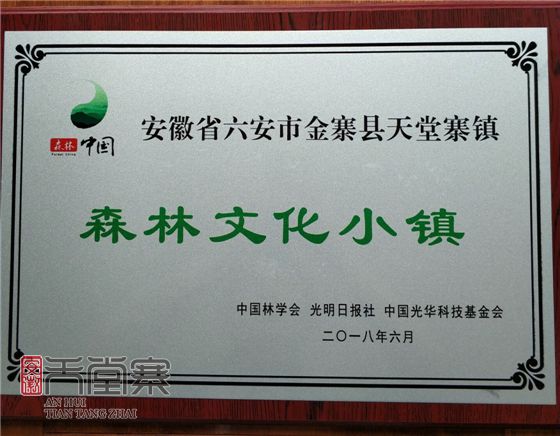 安徽省六安市金寨县天堂寨镇
森林 中国
Forest China
森林文化小镇
中国林学会 光明日报社 中国光华科技基金会
二〇一八年六月
安徽 天堂寨
AN HUI
TIAN TANG ZHAI